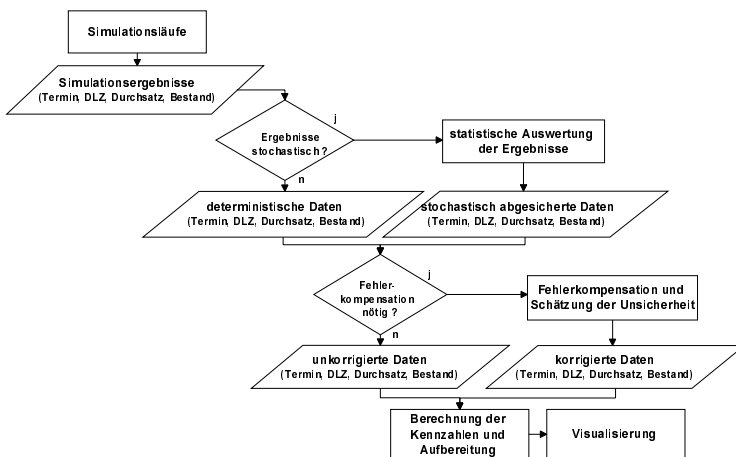 Simulationsläufe
Simulationsergebnisse
(Termin, DLZ, Durchsatz, Bestand)
j
Ergebnisse
stochastisch?
n
statistische Auswertung
der Ergebnisse
deterministische Daten
(Termin, DLZ, Durchsatz, Bestand)
stochastisch abgesicherte Daten
(Termin, DLZ, Durchsatz, Bestand)
j
Fehler-
kompensation
nötig ?
n
Fehlerkompensation und
Schätzung der Unsicherheit
unkorrigierte Daten
(Termin, DLZ, Durchsatz, Bestand)
korrigierte Daten
(Termin, DLZ, Durchsatz, Bestand)
Berechnung der
Kennzahlen und
Aufbereitung
Visualisierung